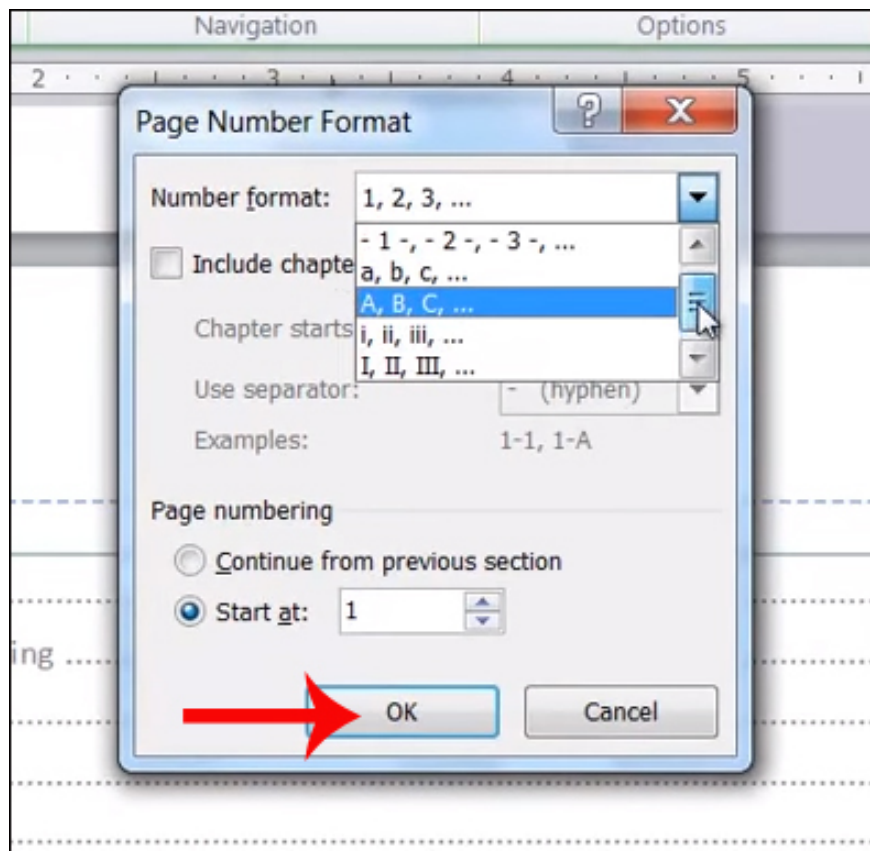 Navigation Options
2 3 4 5
Page Number Format
Number format: 1, 2, 3, ...
- 1 -, - 2 -, - 3 -, ...
Include chapte
a, b, c, ...
A, B, C, ...
Chapter starts
i, ii, iii, ...
I, II, III, ...
Use separator: - (hyphen)
Examples: 1-1, 1-A
Page numbering
Continue from previous section
Start at: 1
ing
OK Cancel